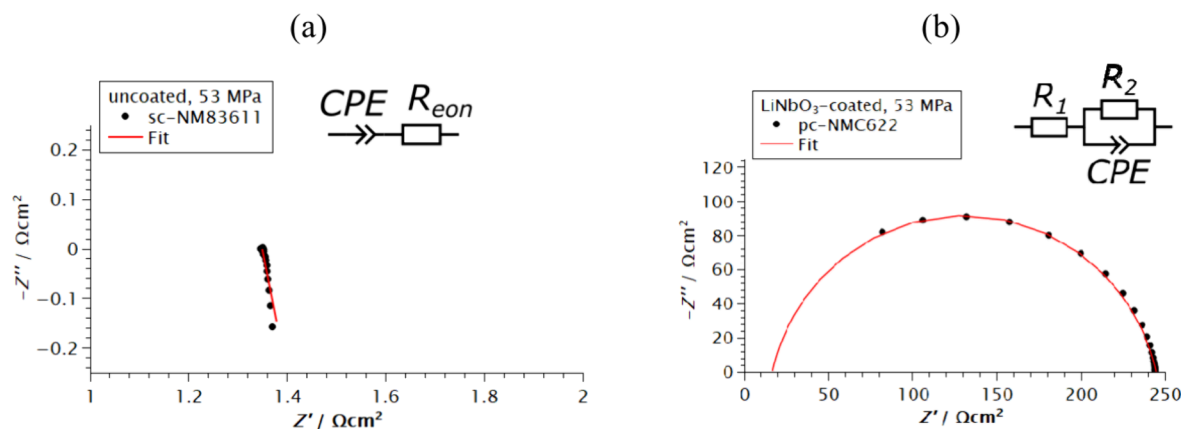 (a)
uncoated, 53 MPa
sc-NM83611
Fit
CPE R_eon
0.2
0.1
0
−0.1
−0.2
-Z'' / Ωcm²
1 1.2 1.4 1.6 1.8 2
Z' / Ωcm²
(b)
LiNbO₃-coated, 53 MPa
pc-NMC622
Fit
R₁
R₂
CPE
120
100
80
60
40
20
0
-Z'' / Ωcm²
0 50 100 150 200 250
Z' / Ωcm²